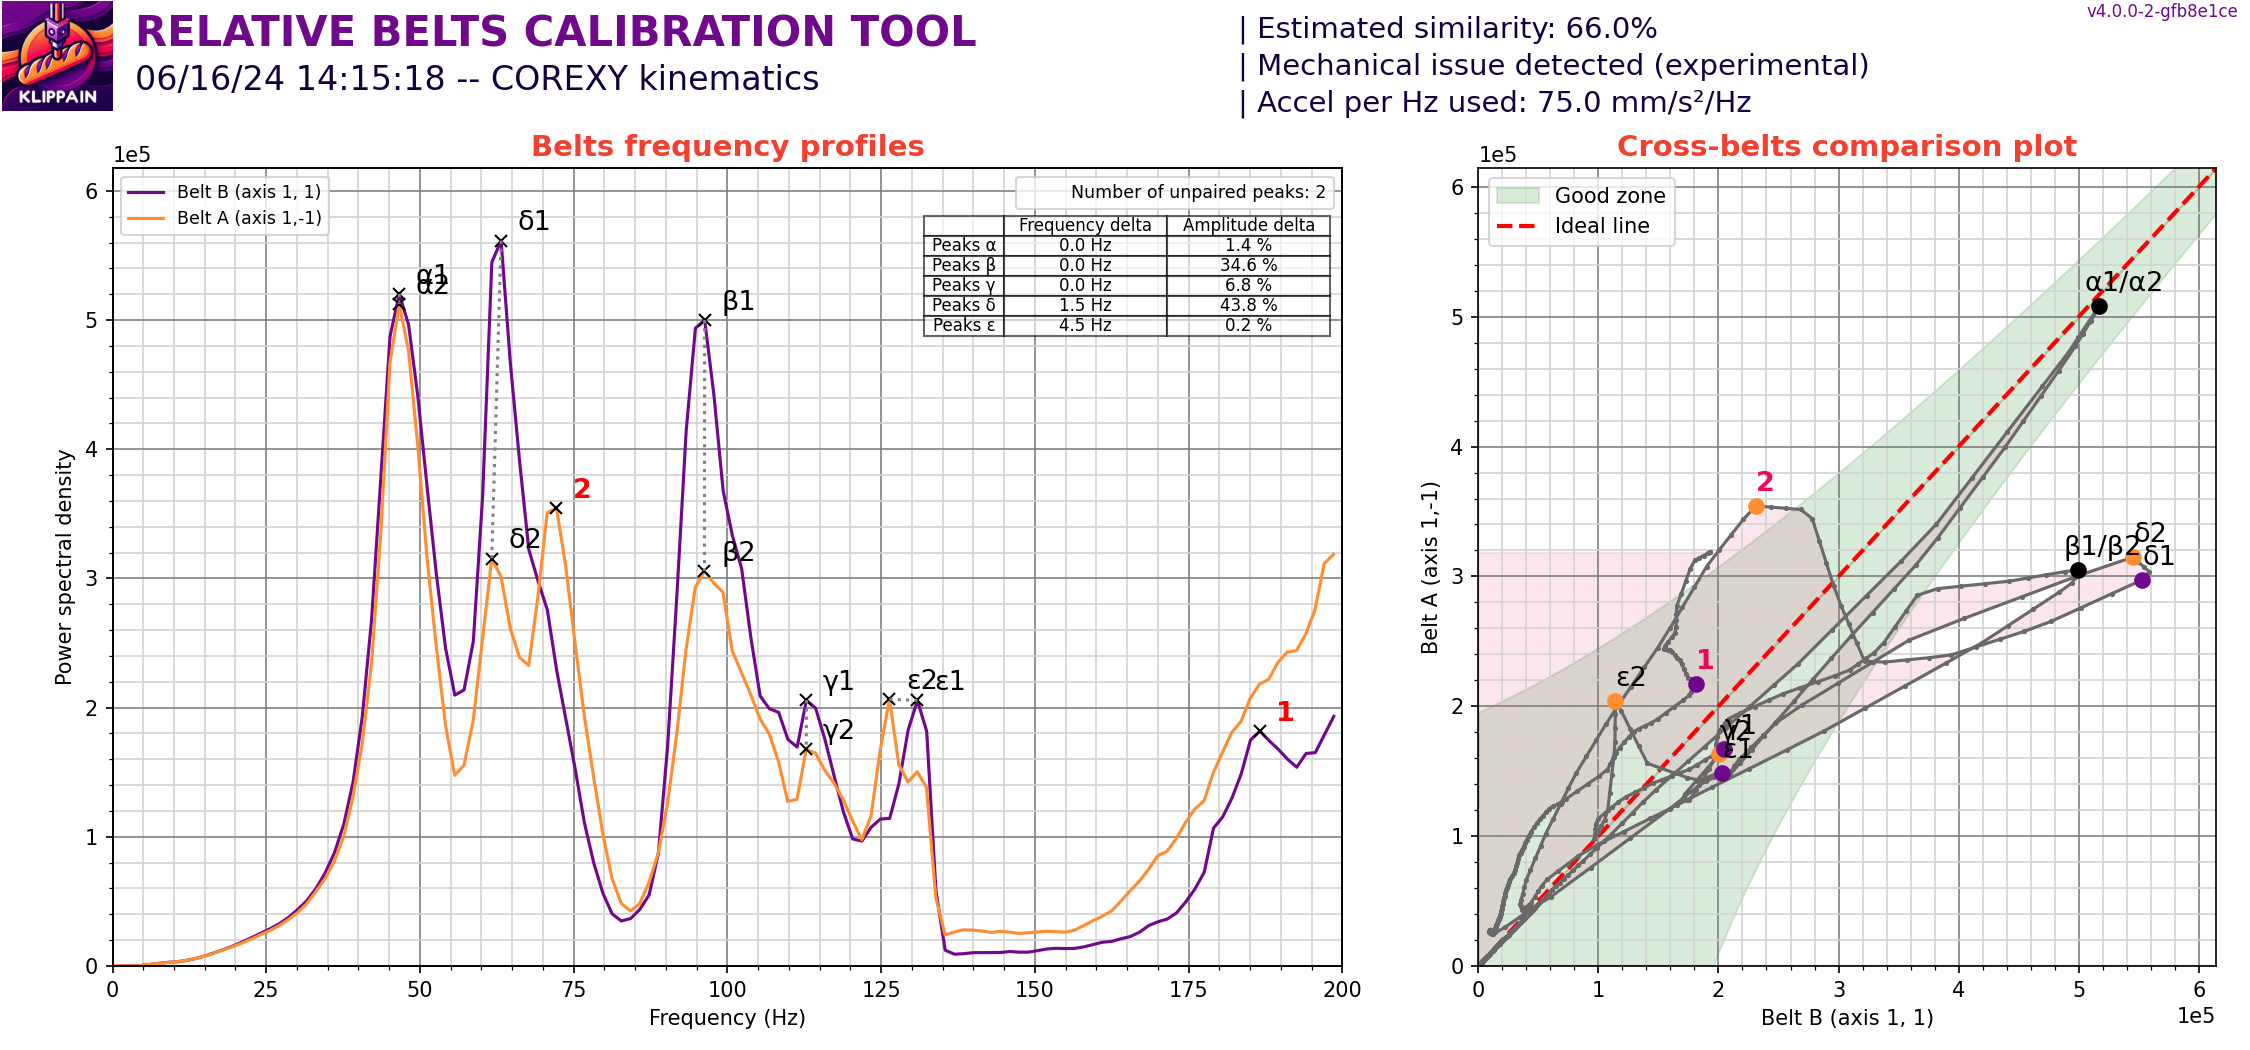 v4.0.0-2-gfb8e1ce
KLIPPAIN
RELATIVE BELTS CALIBRATION TOOL
06/16/24 14:15:18 -- COREXY kinematics
| Estimated similarity: 66.0%
| Mechanical issue detected (experimental)
| Accel per Hz used: 75.0 mm/s²/Hz
Belts frequency profiles
1e5
Belt B (axis 1, 1)
Belt A (axis 1,-1)
Number of unpaired peaks: 2
Frequency delta Amplitude delta
Peaks α 0.0 Hz 1.4 %
Peaks β 0.0 Hz 34.6 %
Peaks γ 0.0 Hz 6.8 %
Peaks δ 1.5 Hz 43.8 %
Peaks ε 4.5 Hz 0.2 %
δ1
α1
α2
β1
2
δ2
β2
γ1
ε2 ε1
γ2
1
6
5
4
3
2
1
0
Power spectral density
0 25 50 75 100 125 150 175 200
Frequency (Hz)
Cross-belts comparison plot
1e5
Good zone
Ideal line
α1/α2
2
δ2
β1/β2
δ1
1
ε2
γ1
γ2
ε1
6
5
4
3
2
1
0
Belt A (axis 1,-1)
0 1 2 3 4 5 6
1e5
Belt B (axis 1, 1)